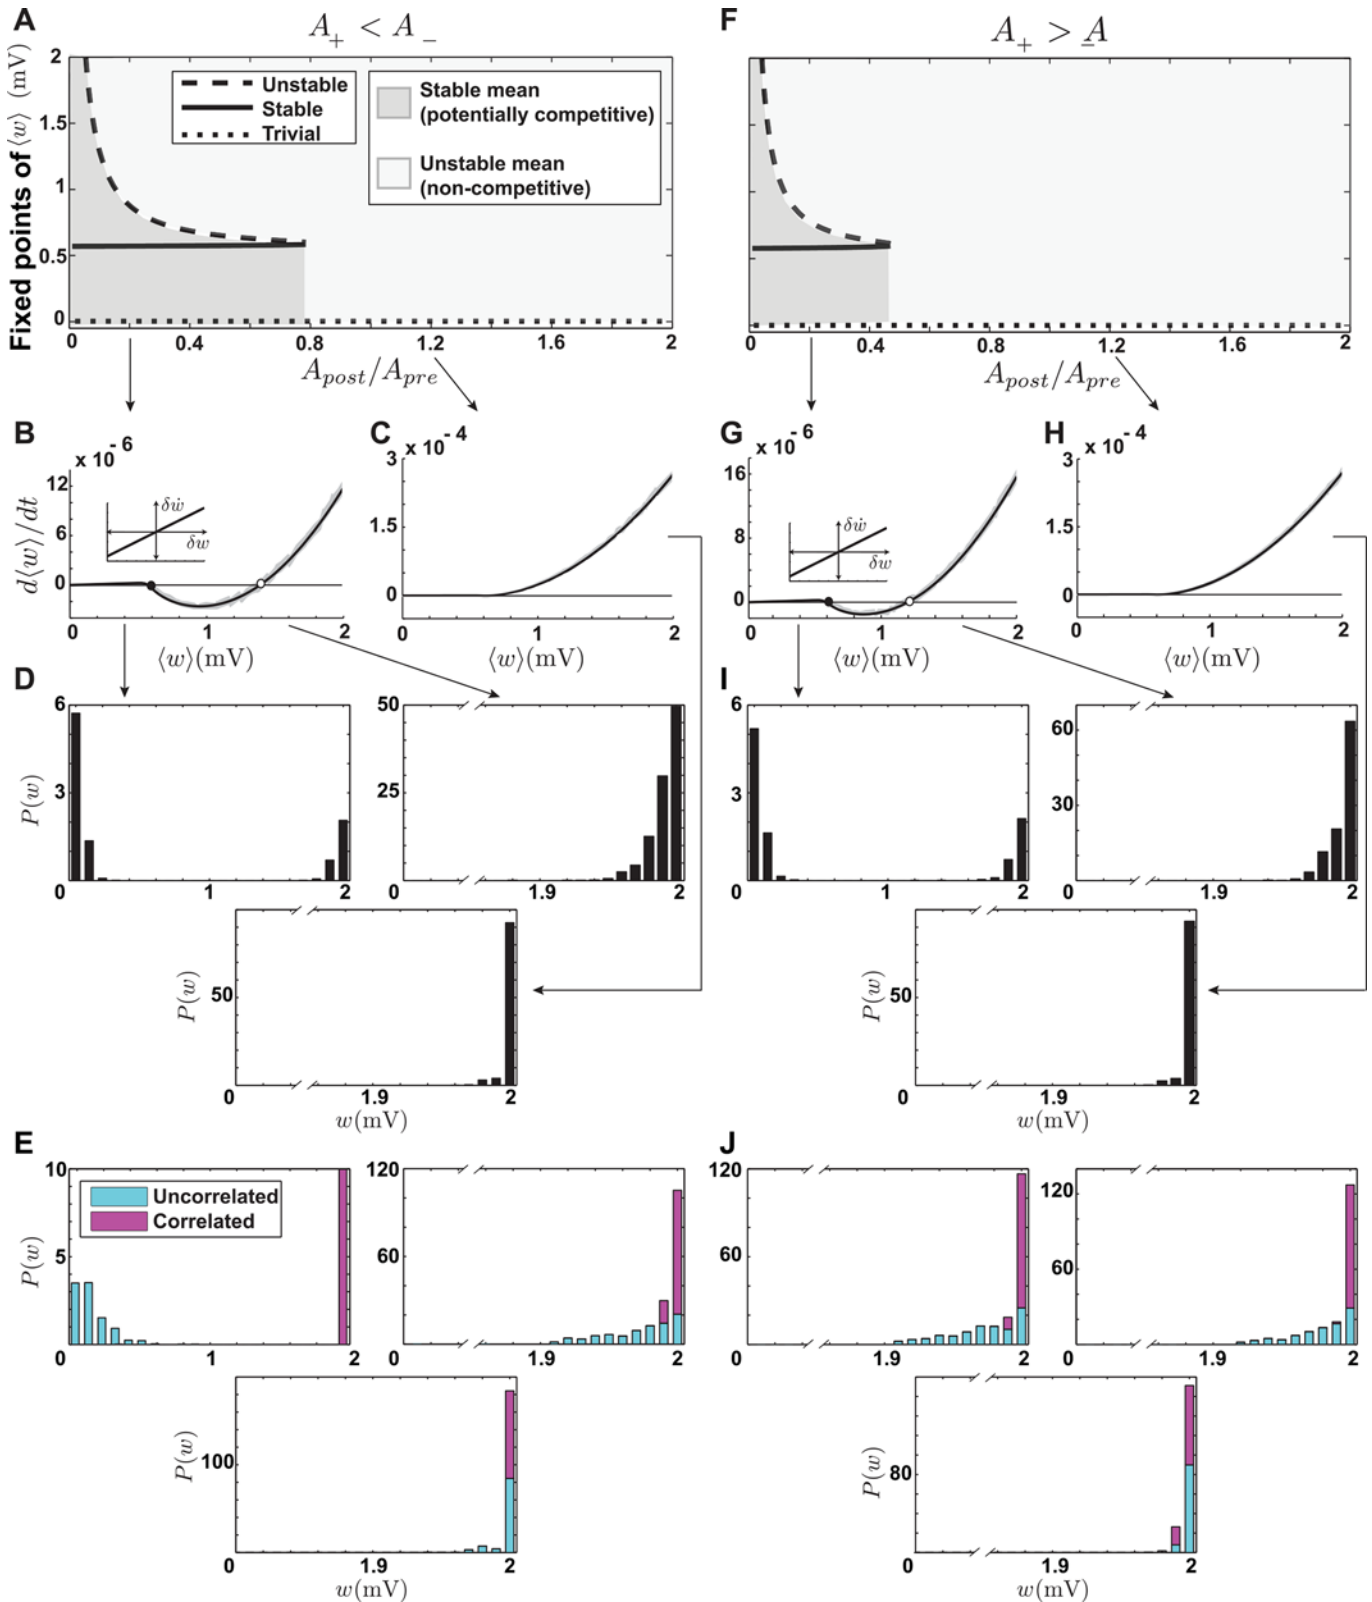 A
A₊ < A₋
Fixed points of ⟨w⟩ (mV)
2
1.5
1
0.5
0
Unstable
Stable
Trivial
Stable mean
(potentially competitive)
Unstable mean
(non-competitive)
0 0.4 0.8 1.2 1.6 2
A_post/A_pre
F
A₊ > ₋A
0 0.4 0.8 1.2 1.6 2
A_post/A_pre
B
x 10⁻⁶
d⟨w⟩/dt
12
6
0
δẇ
δw
0 1 2
⟨w⟩(mV)
C
x 10⁻⁴
3
1.5
0
1 2
⟨w⟩(mV)
G
x 10⁻⁶
16
8
0
δẇ
δw
0 1 2
⟨w⟩(mV)
H
x 10⁻⁴
3
1.5
0
1 2
⟨w⟩(mV)
D
P(w)
6
3
0 1 2
50
25
0 1.9 2
P(w)
50
0 1.9 2
w(mV)
I
6
3
0 1 2
60
30
0 1.9 2
P(w)
50
0 1.9 2
w(mV)
E
P(w)
10
5
Uncorrelated
Correlated
0 1 2
120
60
0 1.9 2
P(w)
100
0 1.9 2
w(mV)
J
120
60
0 1.9 2
120
60
0 1.9 2
P(w)
80
0 1.9 2
w(mV)